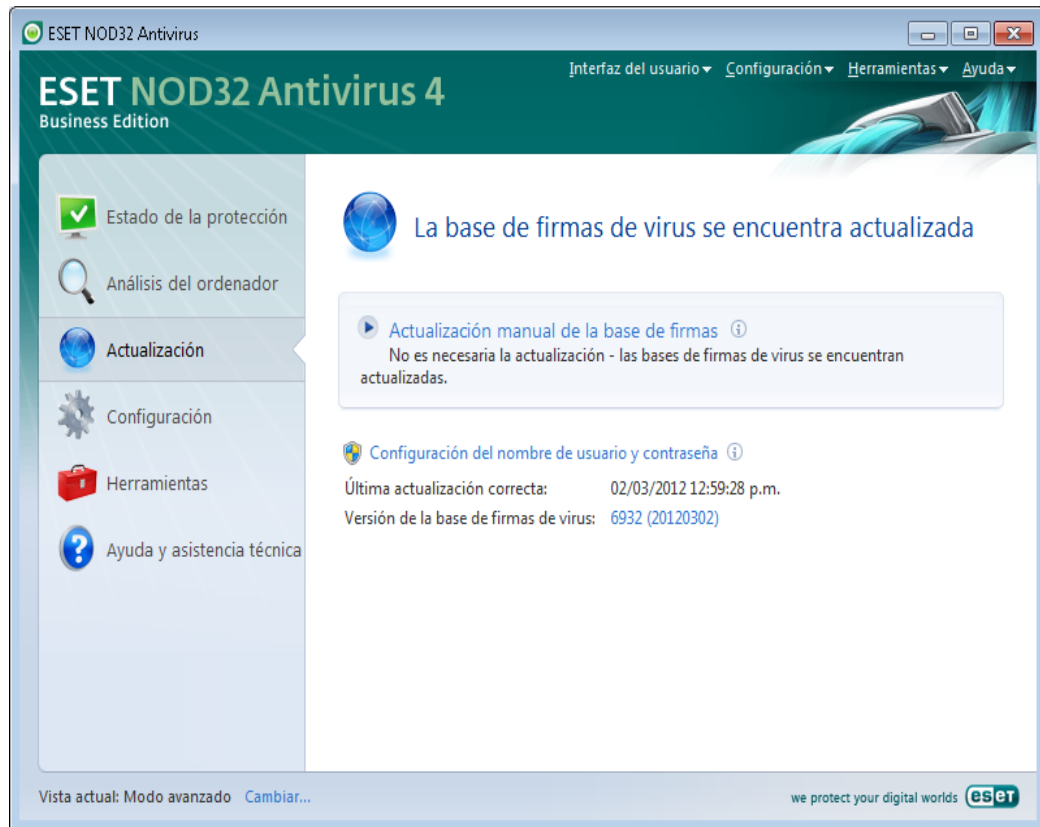 ESET NOD32 Antivirus
Interfaz del usuario Configuración Herramientas Ayuda
ESET NOD32 Antivirus 4
Business Edition
Estado de la protección
Análisis del ordenador
Actualización
Configuración
Herramientas
Ayuda y asistencia técnica
La base de firmas de virus se encuentra actualizada
Actualización manual de la base de firmas
No es necesaria la actualización - las bases de firmas de virus se encuentran
actualizadas.
Configuración del nombre de usuario y contraseña
Última actualización correcta: 02/03/2012 12:59:28 p.m.
Versión de la base de firmas de virus: 6932 (20120302)
Vista actual: Modo avanzado Cambiar...
we protect your digital worlds eseT